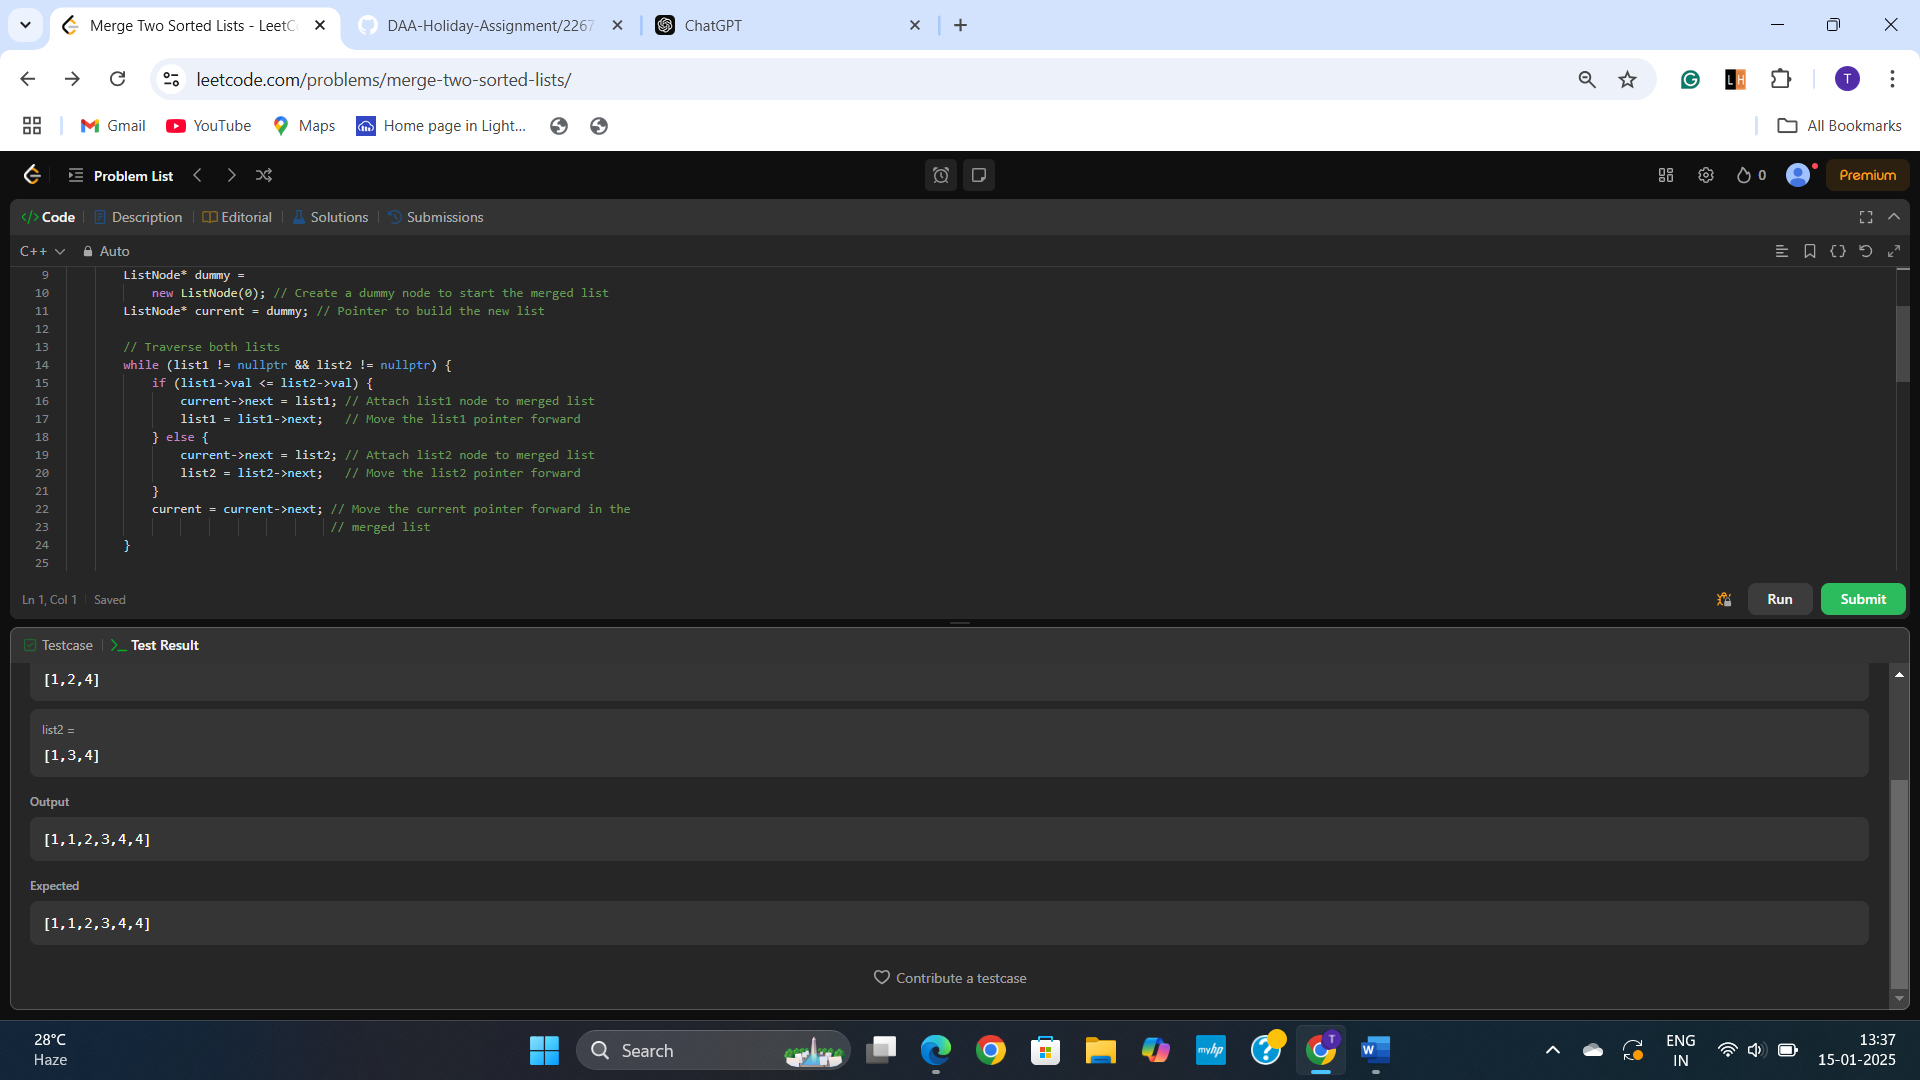 Merge Two Sorted Lists - LeetC
DAA-Holiday-Assignment/2267
ChatGPT
leetcode.com/problems/merge-two-sorted-lists/
T
Gmail
YouTube
Maps
Home page in Light...
All Bookmarks
Problem List
0
Premium
</> Code
Description
Editorial
Solutions
Submissions
C++
Auto
9 ListNode* dummy =
10 new ListNode(0); // Create a dummy node to start the merged list
11 ListNode* current = dummy; // Pointer to build the new list
12
13 // Traverse both lists
14 while (list1 != nullptr && list2 != nullptr) {
15 if (list1->val <= list2->val) {
16 current->next = list1; // Attach list1 node to merged list
17 list1 = list1->next; // Move the list1 pointer forward
18 } else {
19 current->next = list2; // Attach list2 node to merged list
20 list2 = list2->next; // Move the list2 pointer forward
21 }
22 current = current->next; // Move the current pointer forward in the
23 // merged list
24 }
25
Ln 1, Col 1
Saved
Run
Submit
Testcase
>_ Test Result
[1,2,4]
list2 =
[1,3,4]
Output
[1,1,2,3,4,4]
Expected
[1,1,2,3,4,4]
Contribute a testcase
28°C
Haze
Search
myhp
T
W
ENG
IN
13:37
15-01-2025